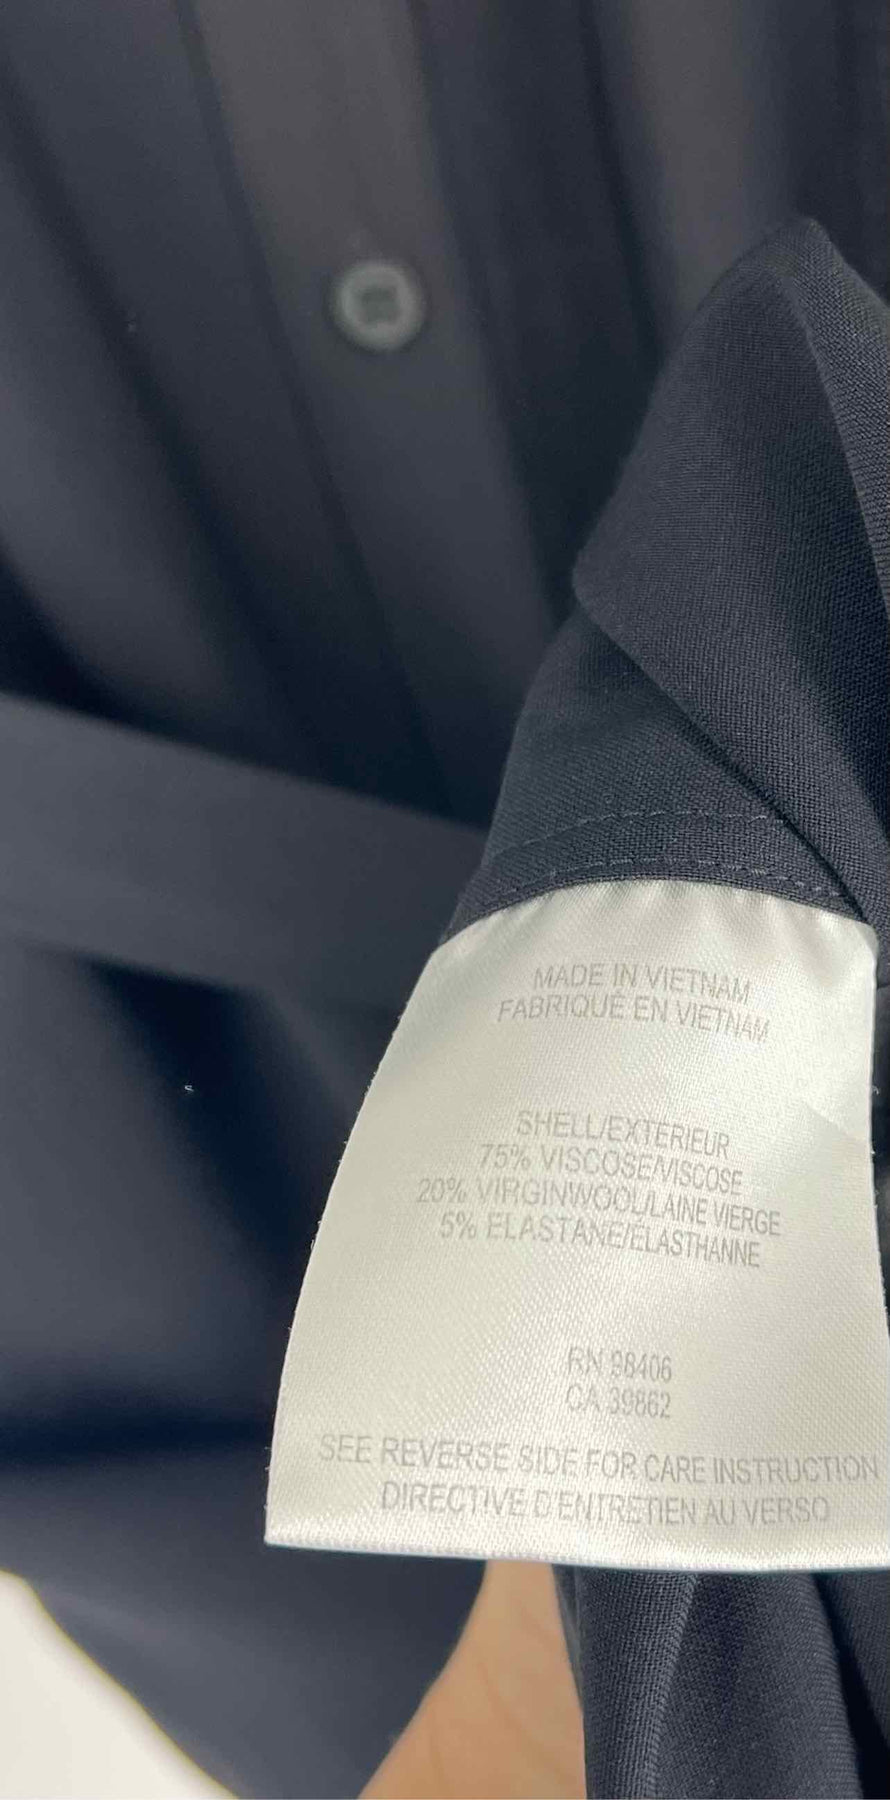 MADE IN VIETNAM
FABRIQUÉ EN VIETNAM
SHELL/EXTERIEUR
75% VISCOSE/VISCOSE
20% VIRGINWOOL/LAINE VIERGE
5% ELASTANE/ÉLASTHANNE
RN 98406
CA 39862
SEE REVERSE SIDE FOR CARE INSTRUCTION
DIRECTIVE D'ENTRETIEN AU VERSO